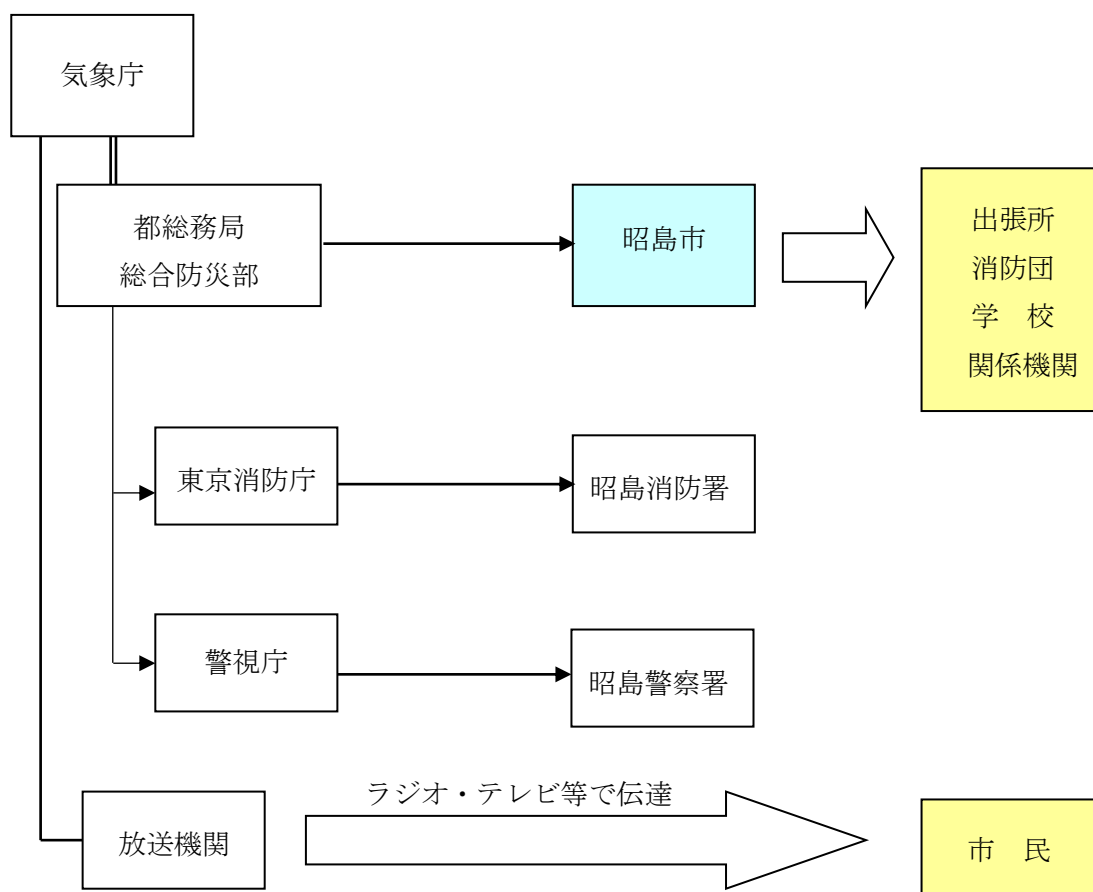 気象庁
都総務局
総合防災部
昭島市
出張所
消防団
学　校
関係機関
東京消防庁
昭島消防署
警視庁
昭島警察署
ラジオ・テレビ等で伝達
放送機関
市　民